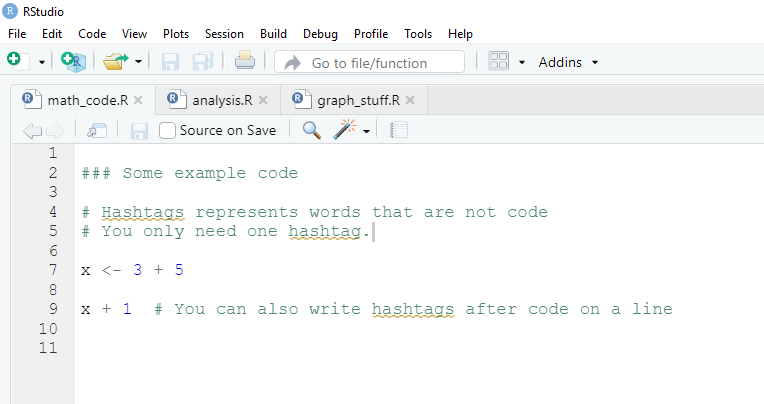 RStudio
File Edit Code View Plots Session Build Debug Profile Tools Help
Go to file/function Addins
math_code.R analysis.R graph_stuff.R
Source on Save
1
2 ### Some example code
3
4 # Hashtags represents words that are not code
5 # You only need one hashtag.
6
7 x <- 3 + 5
8
9 x + 1 # You can also write hashtags after code on a line
10
11